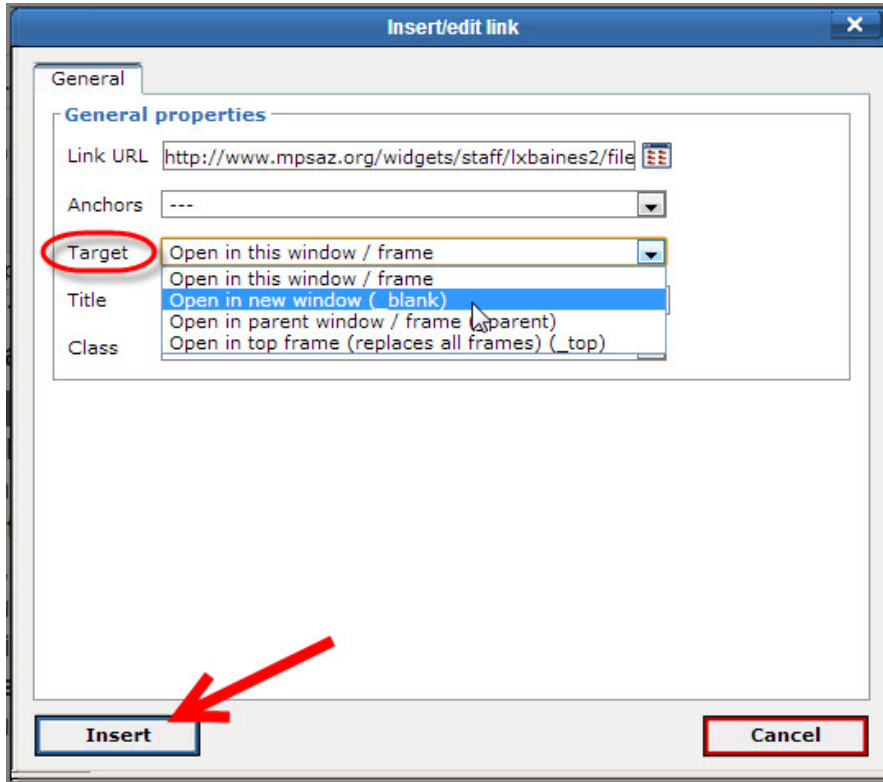 Insert/edit link
General
General properties
Link URL http://www.mpsaz.org/widgets/staff/lxbaines2/file
Anchors ---
Target Open in this window / frame
Open in this window / frame
Title Open in new window (_blank)
Open in parent window / frame (_parent)
Class Open in top frame (replaces all frames) (_top)
Insert Cancel